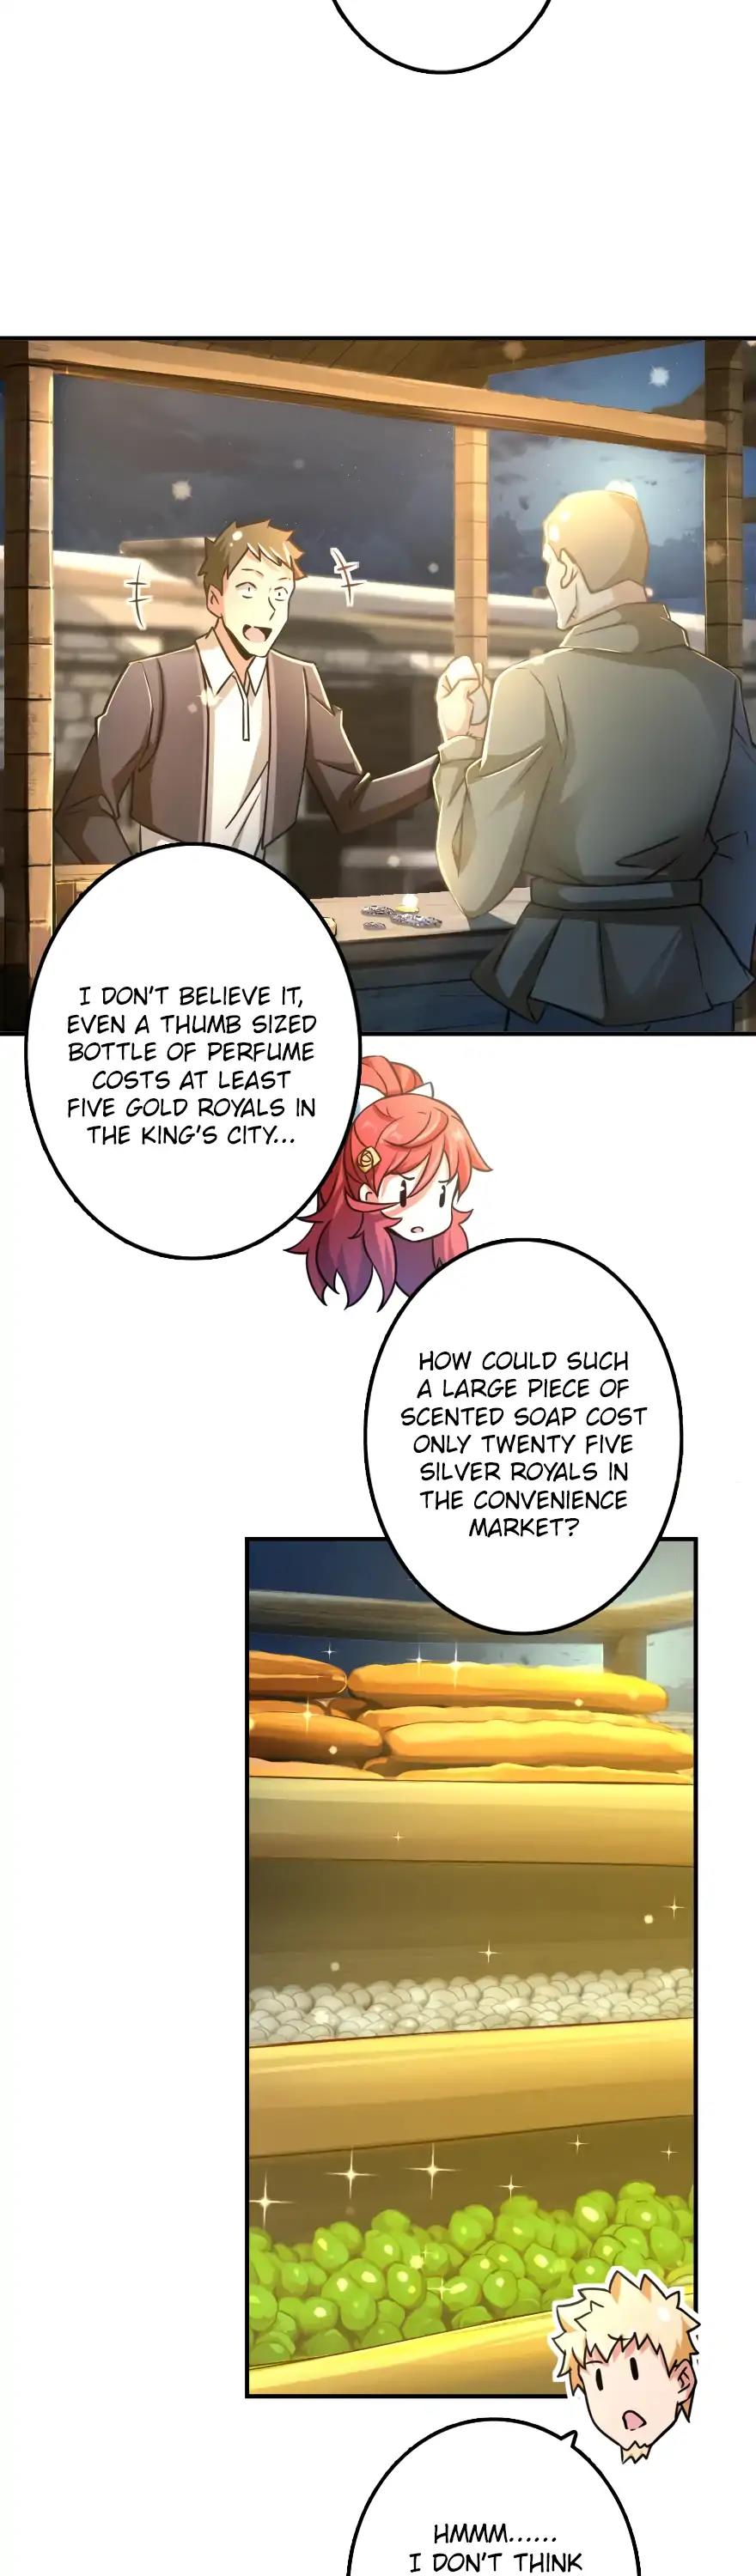 I DON'T BELIEVE IT,
EVEN A THUMB SIZED
BOTTLE OF PERFUME
COSTS AT LEAST
FIVE GOLD ROYALS IN
THE KING'S CITY...
HOW COULD SUCH
A LARGE PIECE OF
SCENTED SOAP COST
ONLY TWENTY FIVE
SILVER ROYALS IN
THE CONVENIENCE
MARKET?
HMMM......
I DON'T THINK